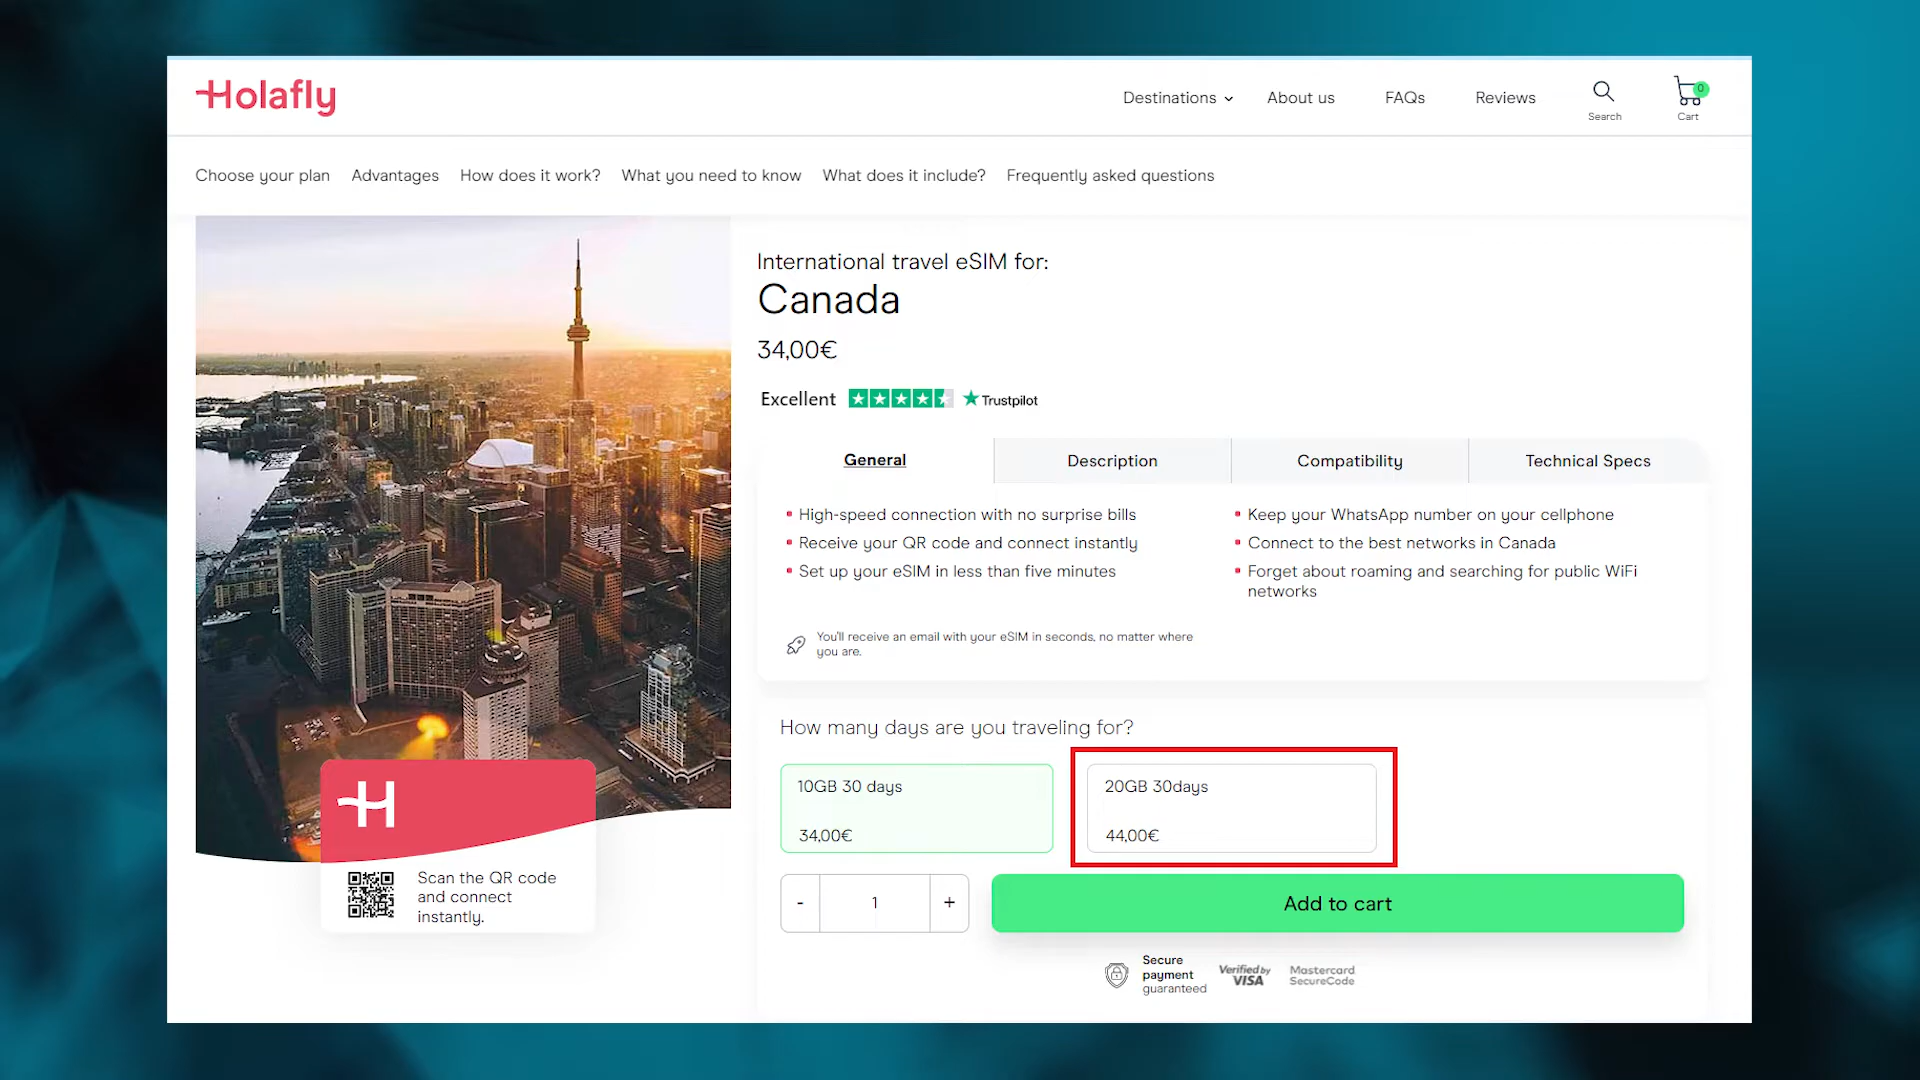 Holafly
Destinations
About us
FAQs
Reviews
Search
0
Cart
Choose your plan
Advantages
How does it work?
What you need to know
What does it include?
Frequently asked questions
International travel eSIM for:
Canada
34,00€
Excellent
Trustpilot
General
Description
Compatibility
Technical Specs
High-speed connection with no surprise bills
Receive your QR code and connect instantly
Set up your eSIM in less than five minutes
Keep your WhatsApp number on your cellphone
Connect to the best networks in Canada
Forget about roaming and searching for public WiFi
networks
You'll receive an email with your eSIM in seconds, no matter where
you are.
How many days are you traveling for?
10GB 30 days
34,00€
20GB 30days
44,00€
H
Scan the QR code
and connect
instantly.
-
1
+
Add to cart
Secure
payment
guaranteed
Verified by
VISA
Mastercard
SecureCode